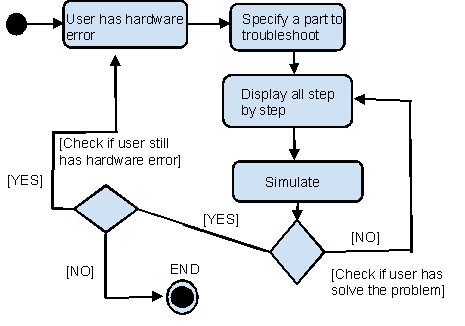 User has hardware
error
Specify a part to
troubleshoot
Display all step
by step
[Check if user still
has hardware error]
Simulate
[YES]
[YES]
[NO]
[NO]
END
[Check if user has
solve the problem]